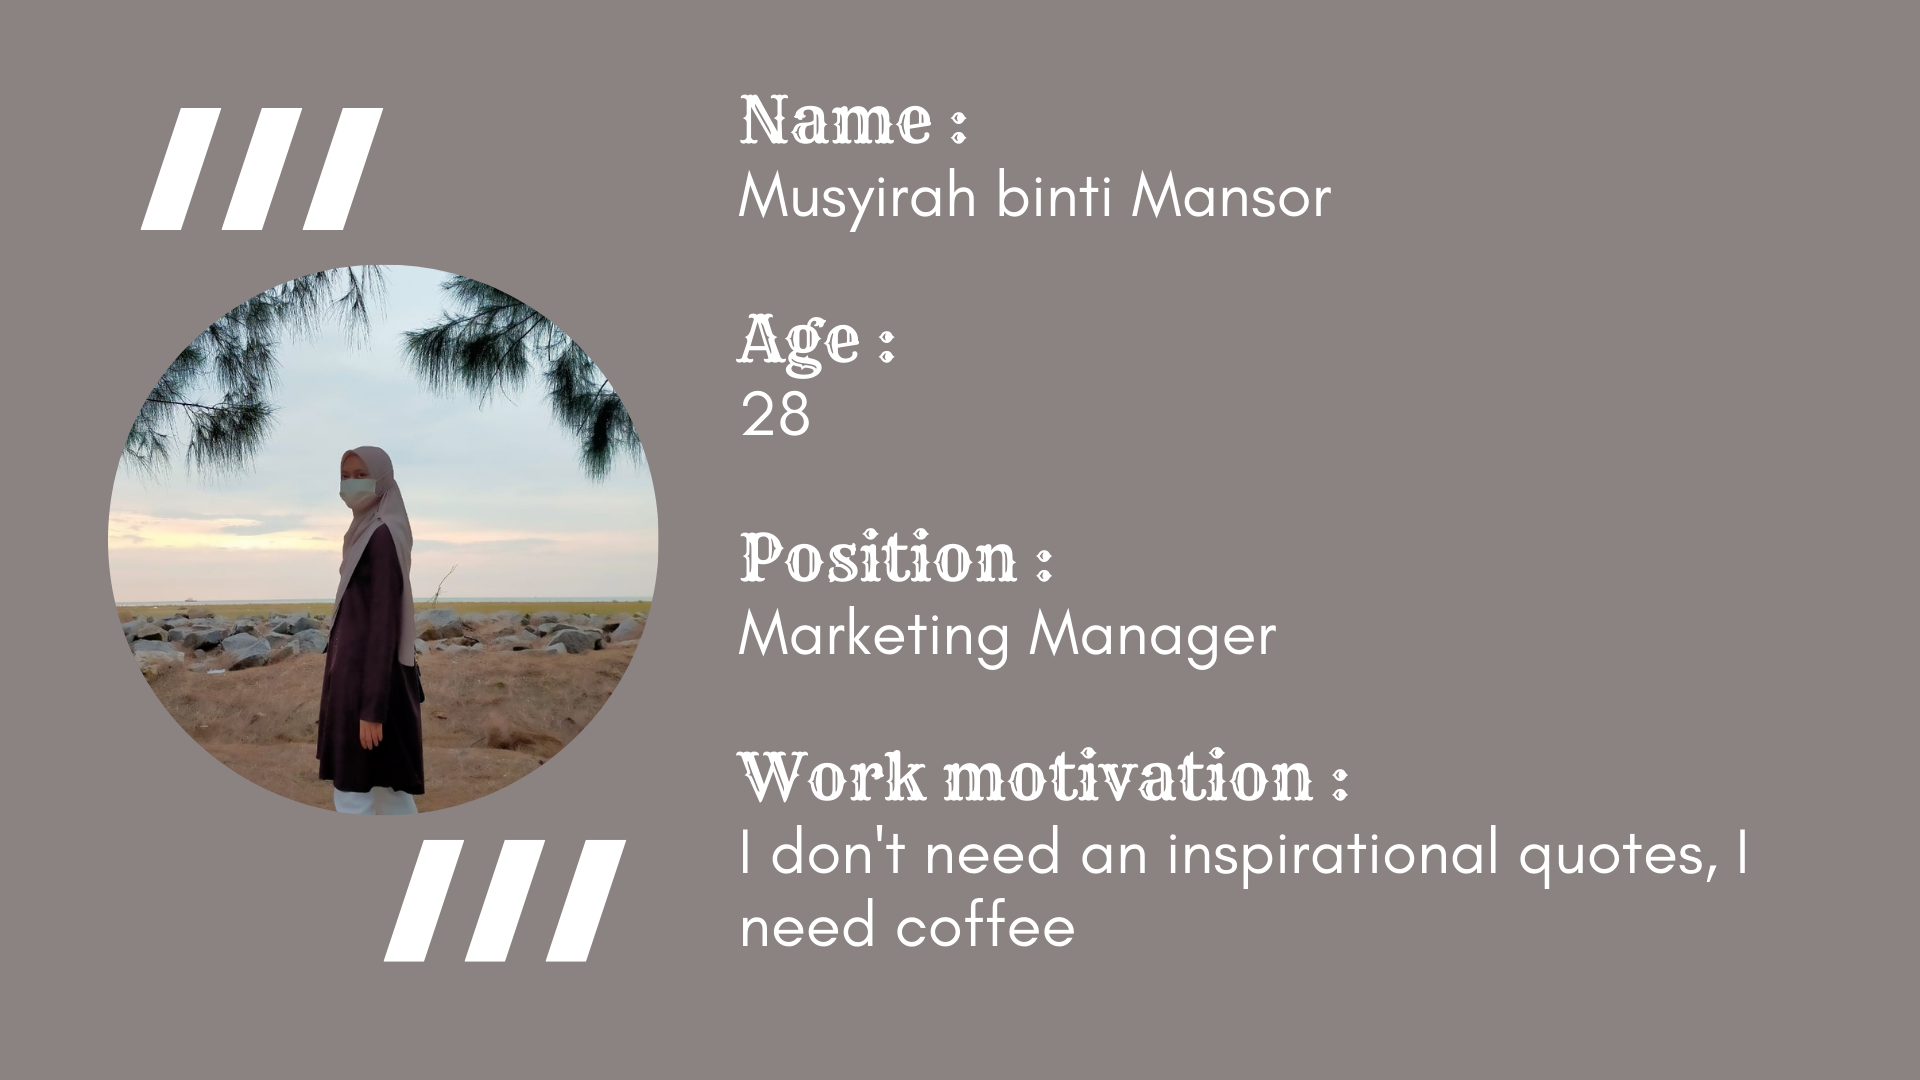 Name :
Musyirah binti Mansor
Age :
28
Position :
Marketing Manager
Work motivation :
I don't need an inspirational quotes, I
need coffee